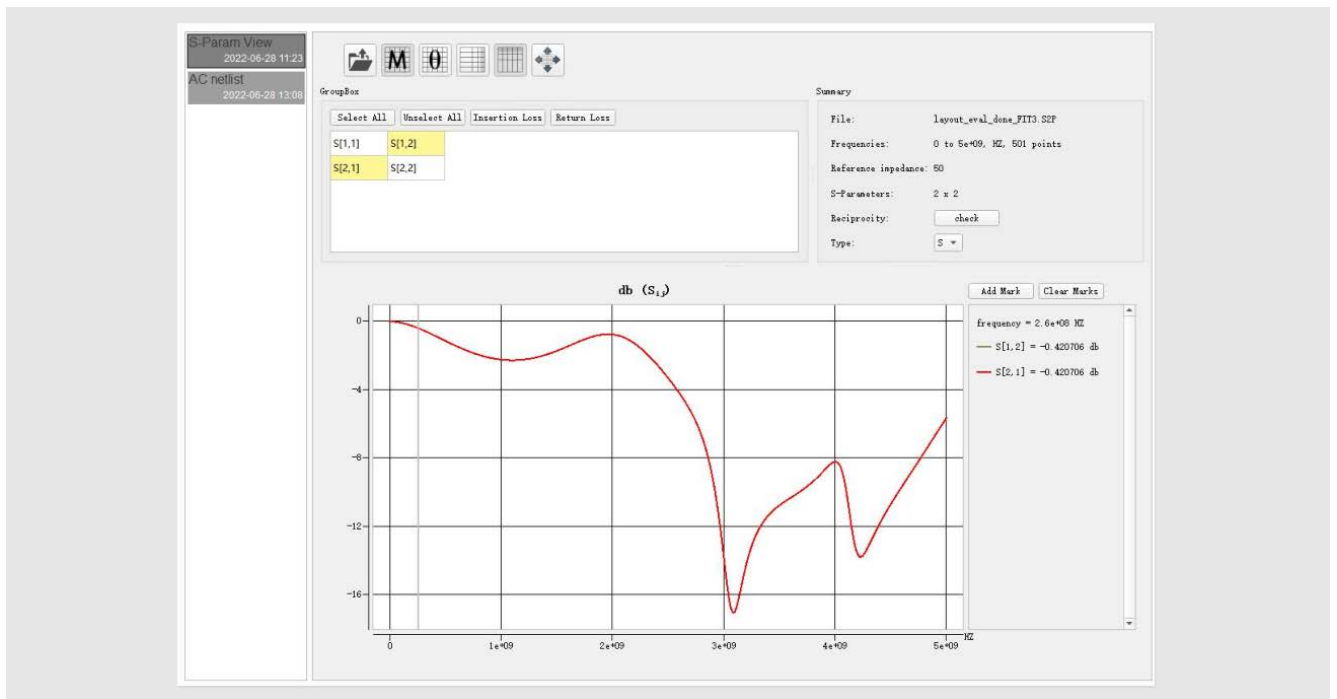 S-Param View
2022-06-28 11:23
AC netlist
2022-06-28 13:08
M θ
GroupBox
Select All Unselect All Insertion Loss Return Loss
S[1,1] S[1,2]
S[2,1] S[2,2]
Summary
File: layout_eval_done_FIT3.S2P
Frequencies: 0 to 5e+09, HZ, 501 points
Reference impedance: 50
S-Parameters: 2 x 2
Reciprocity: check
Type: S
db (Sij)
Add Mark Clear Marks
frequency = 2.6e+08 HZ
S[1,2] = -0.420706 db
S[2,1] = -0.420706 db
0
-4
-8
-12
-16
0 1e+09 2e+09 3e+09 4e+09 5e+09 HZ